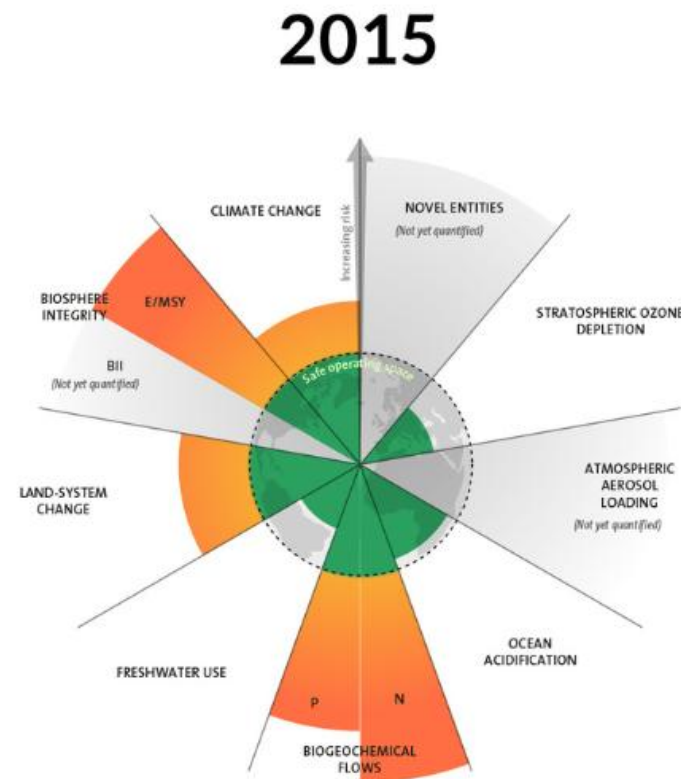 2015
CLIMATE CHANGE
Increasing risk
NOVEL ENTITIES
(Not yet quantified)
STRATOSPHERIC OZONE
DEPLETION
BIOSPHERE
INTEGRITY
E/MSY
BII
(Not yet quantified)
Safe operating space
ATMOSPHERIC
AEROSOL
LOADING
(Not yet quantified)
LAND-SYSTEM
CHANGE
OCEAN
ACIDIFICATION
FRESHWATER USE
P
N
BIOGEOCHEMICAL
FLOWS